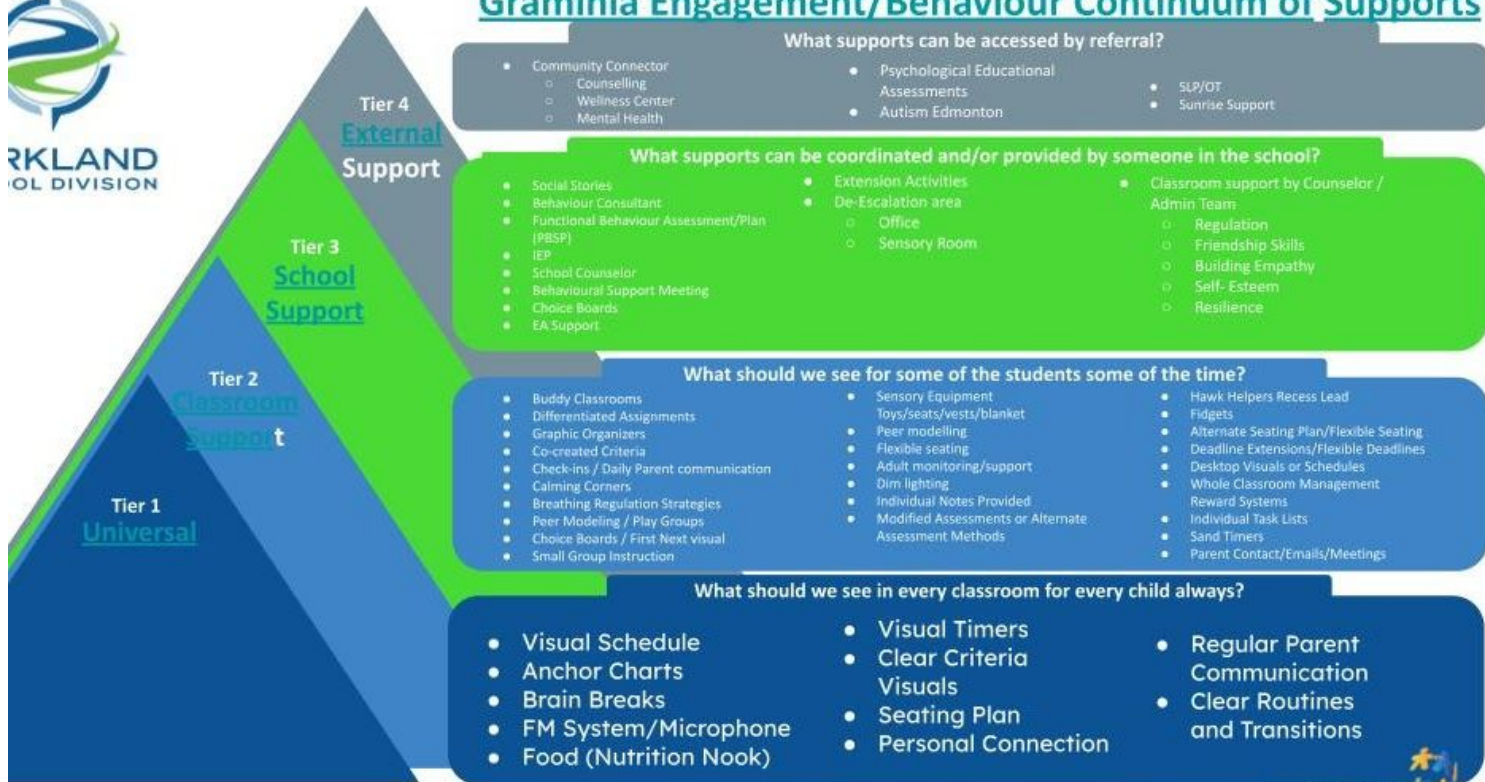 Graminia Engagement/Behaviour Continuum of Supports
RKLAND
OL DIVISION
Tier 4
External
Support
What supports can be accessed by referral?
● Community Connector
○ Counselling
○ Wellness Center
○ Mental Health
● Psychological Educational
Assessments
● Autism Edmonton
● SLP/OT
● Sunrise Support
Tier 3
School
Support
What supports can be coordinated and/or provided by someone in the school?
● Social Stories
● Behaviour Consultant
● Functional Behaviour Assessment/Plan
(PBSP)
● IEP
● School Counselor
● Behavioural Support Meeting
● Choice Boards
● EA Support
● Extension Activities
● De-Escalation area
○ Office
○ Sensory Room
● Classroom support by Counselor /
Admin Team
○ Regulation
○ Friendship Skills
○ Building Empathy
○ Self- Esteem
○ Resilience
Tier 2
Classroom
Support
What should we see for some of the students some of the time?
● Buddy Classrooms
● Differentiated Assignments
● Graphic Organizers
● Co-created Criteria
● Check-ins / Daily Parent communication
● Calming Corners
● Breathing Regulation Strategies
● Peer Modeling / Play Groups
● Choice Boards / First Next visual
● Small Group Instruction
● Sensory Equipment
Toys/seats/vests/blanket
● Peer modelling
● Flexible seating
● Adult monitoring/support
● Dim lighting
● Individual Notes Provided
● Modified Assessments or Alternate
Assessment Methods
● Hawk Helpers Recess Lead
● Fidgets
● Alternate Seating Plan/Flexible Seating
● Deadline Extensions/Flexible Deadlines
● Desktop Visuals or Schedules
● Whole Classroom Management
Reward Systems
● Individual Task Lists
● Sand Timers
● Parent Contact/Emails/Meetings
Tier 1
Universal
What should we see in every classroom for every child always?
● Visual Schedule
● Anchor Charts
● Brain Breaks
● FM System/Microphone
● Food (Nutrition Nook)
● Visual Timers
● Clear Criteria
Visuals
● Seating Plan
● Personal Connection
● Regular Parent
Communication
● Clear Routines
and Transitions